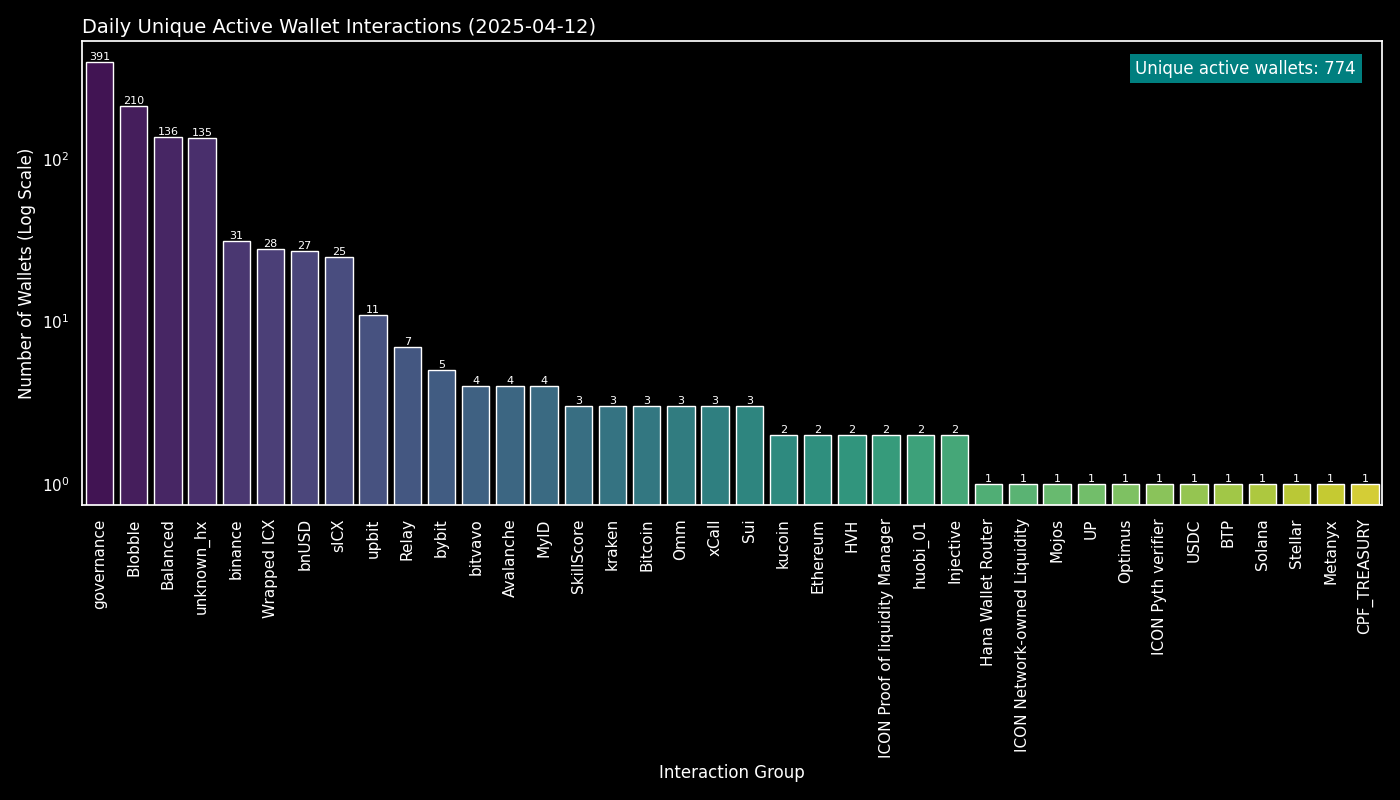 Daily Unique Active Wallet Interactions (2025-04-12)
Unique active wallets: 774
Number of Wallets (Log Scale)
10²
10¹
10⁰
391
210
136
135
31
28
27
25
11
7
5
4
4
4
3
3
3
3
3
3
2
2
2
2
2
2
1
1
1
1
1
1
1
1
1
1
1
1
governance
Blobble
Balanced
unknown_hx
binance
Wrapped ICX
bnUSD
sICX
upbit
Relay
bybit
bitvavo
Avalanche
MyID
SkillScore
kraken
Bitcoin
Omm
xCall
Sui
kucoin
Ethereum
HVH
ICON Proof of liquidity Manager
huobi_01
Injective
Hana Wallet Router
ICON Network-owned Liquidity
Mojos
UP
Optimus
ICON Pyth verifier
USDC
BTP
Solana
Stellar
Metanyx
CPF_TREASURY
Interaction Group